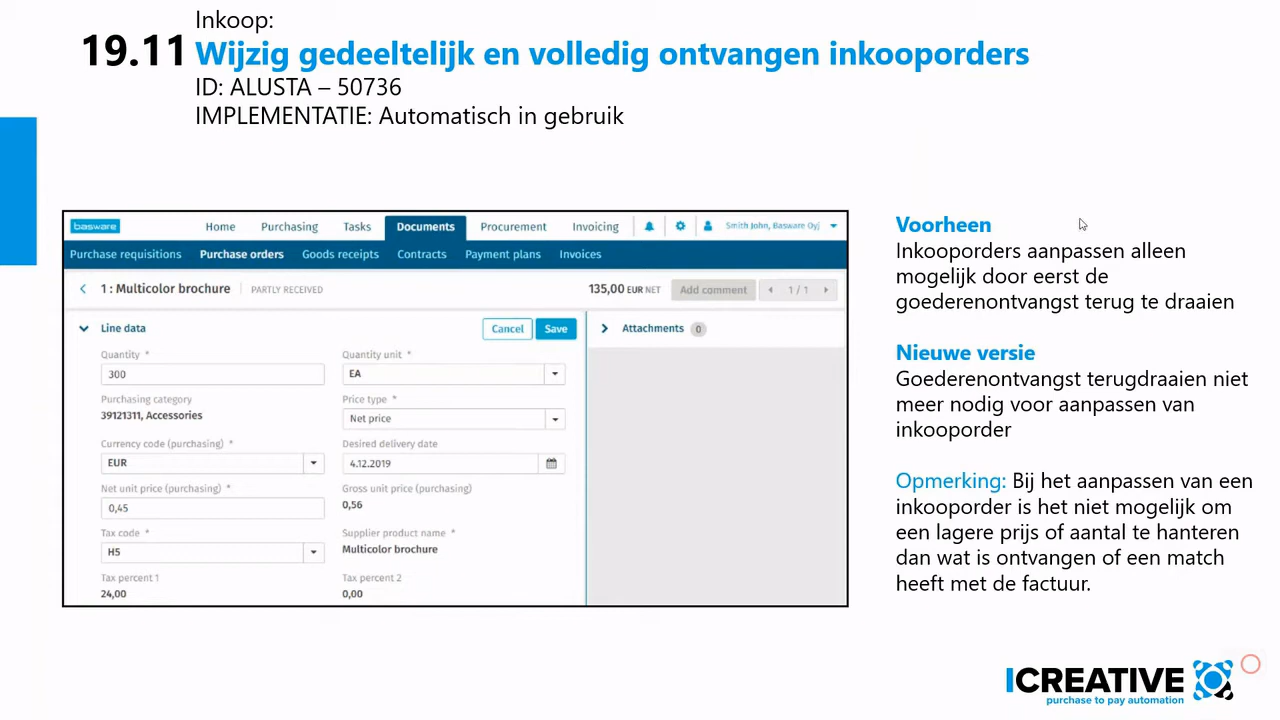 Inkoop:
19.11 Wijzig gedeeltelijk en volledig ontvangen inkooporders
ID: ALUSTA – 50736
IMPLEMENTATIE: Automatisch in gebruik
basware Home Purchasing Tasks Documents Procurement Invoicing Smith John, Basware Oyj
Purchase requisitions Purchase orders Goods receipts Contracts Payment plans Invoices
1 : Multicolor brochure PARTLY RECEIVED 135,00 EUR NET Add comment 1 / 1
Line data Cancel Save Attachments 0
Quantity * Quantity unit *
300 EA
Purchasing category Price type *
39121311, Accessories Net price
Currency code (purchasing) * Desired delivery date
EUR 4.12.2019
Net unit price (purchasing) * Gross unit price (purchasing)
0,45 0,56
Tax code * Supplier product name *
H5 Multicolor brochure
Tax percent 1 Tax percent 2
24,00 0,00
Voorheen
Inkooporders aanpassen alleen
mogelijk door eerst de
goederenontvangst terug te draaien
Nieuwe versie
Goederenontvangst terugdraaien niet
meer nodig voor aanpassen van
inkooporder
Opmerking: Bij het aanpassen van een
inkooporder is het niet mogelijk om
een lagere prijs of aantal te hanteren
dan wat is ontvangen of een match
heeft met de factuur.
ICREATIVE
purchase to pay automation